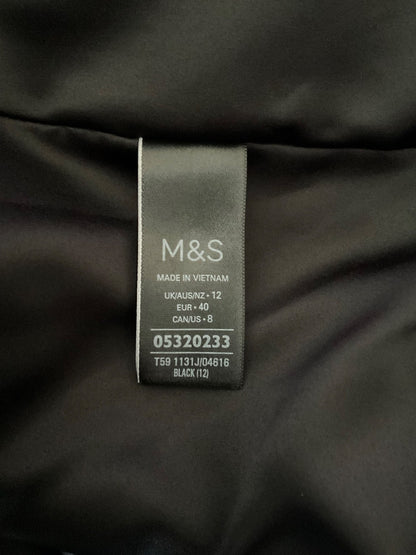 M&S
MADE IN VIETNAM
UK/AUS/NZ • 12
EUR • 40
CAN/US • 8
05320233
T59 1131J/04616
BLACK (12)